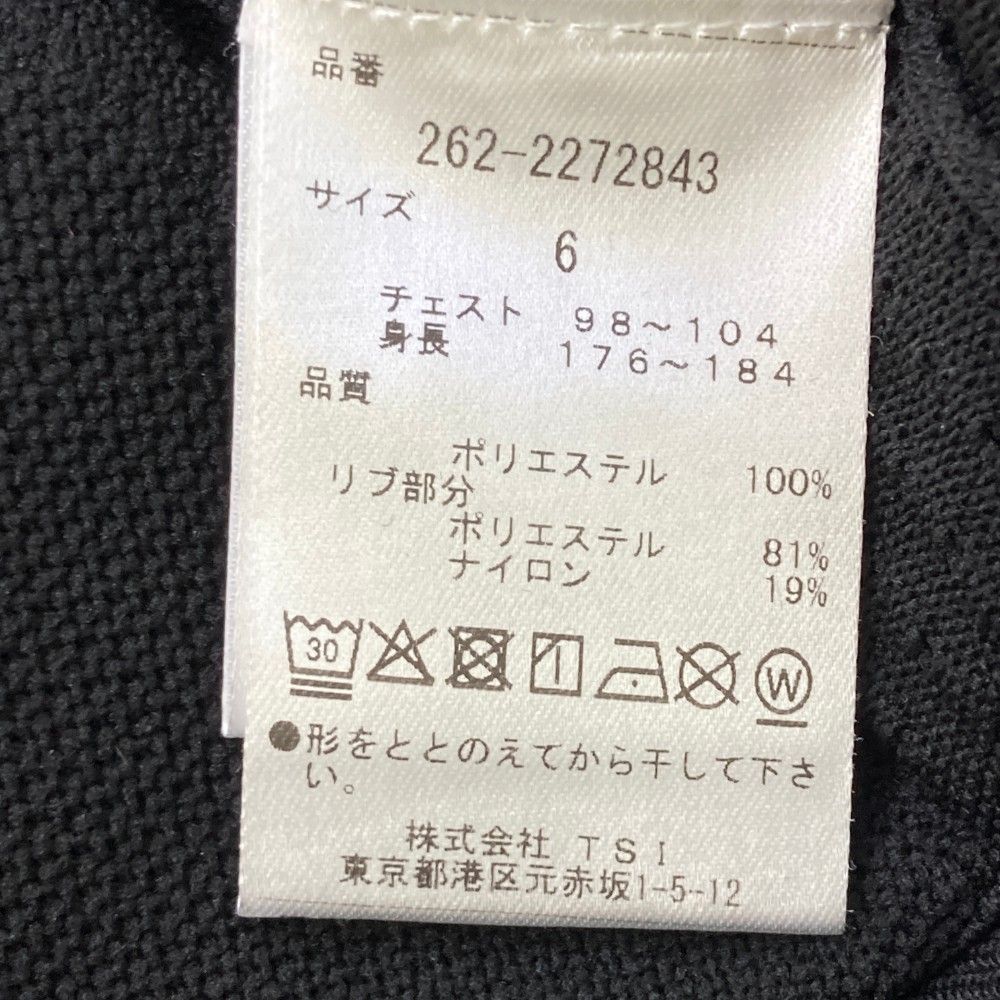 品番
262-2272843
サイズ
6
チェスト 98～104
身長 176～184
品質
ポリエステル 100%
リブ部分
ポリエステル 81%
ナイロン 19%
30
W
●形をととのえてから干して下さ
い。
株式会社 TSI
東京都港区元赤坂1-5-12